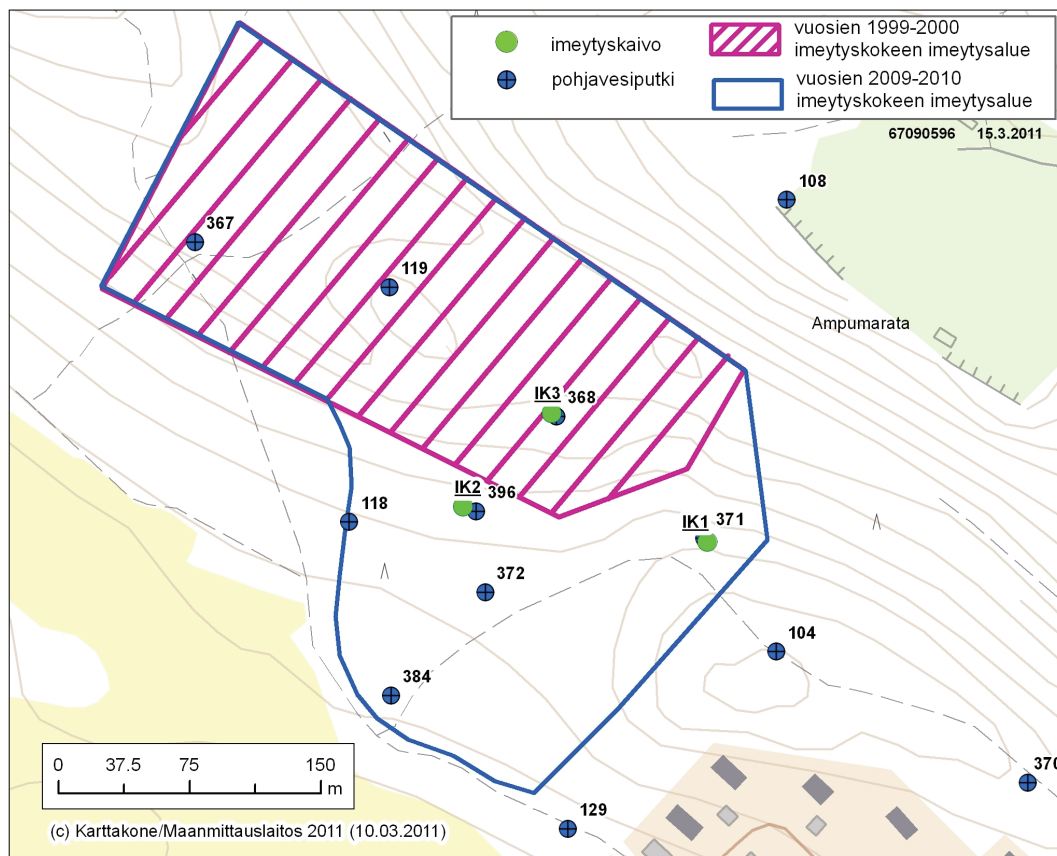 imeytyskaivo
pohjavesiputki
vuosien 1999-2000
imeytyskokeen imeytysalue
vuosien 2009-2010
imeytyskokeen imeytysalue
67090596 15.3.2011
108
367
119
Ampumarata
IK3 368
IK2 396
118
IK1 371
372
104
384
370
129
0 37.5 75 150
m
(c) Karttakone/Maanmittauslaitos 2011 (10.03.2011)